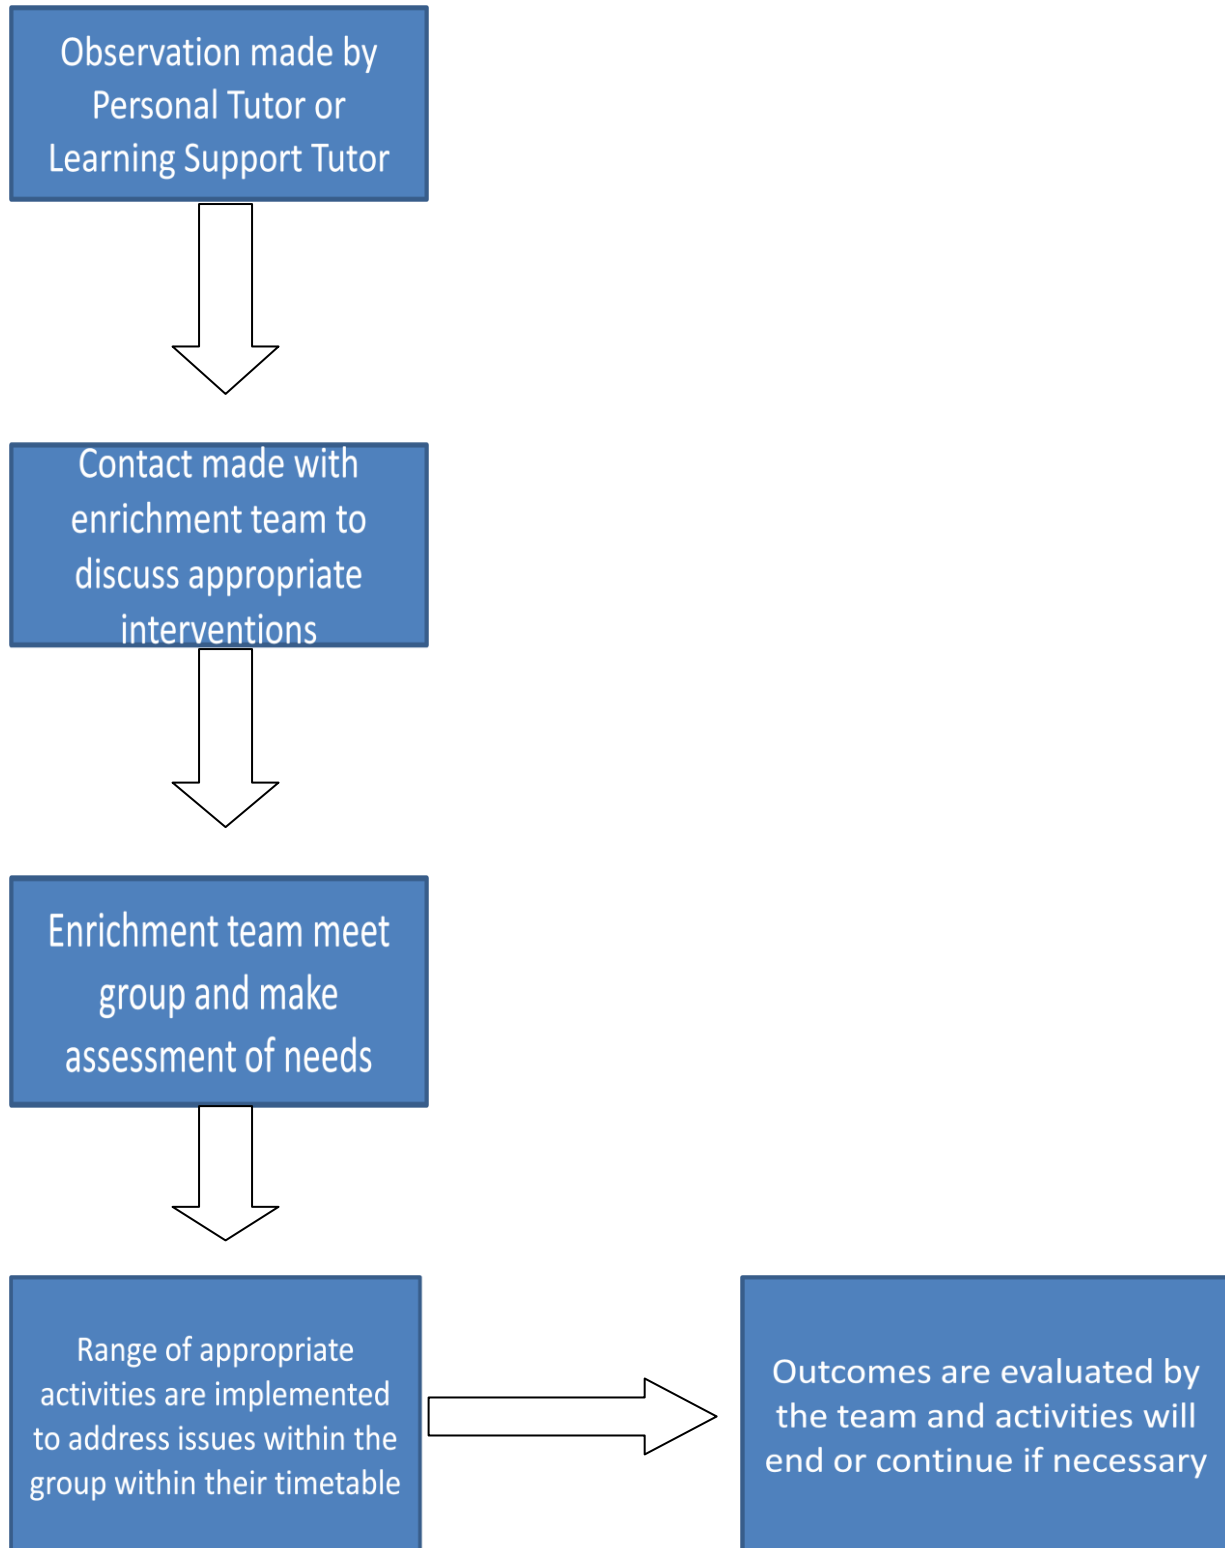 Observation made by
Personal Tutor or
Learning Support Tutor
Contact made with
enrichment team to
discuss appropriate
interventions
Enrichment team meet
group and make
assessment of needs
Range of appropriate
activities are implemented
to address issues within the
group within their timetable
Outcomes are evaluated by
the team and activities will
end or continue if necessary